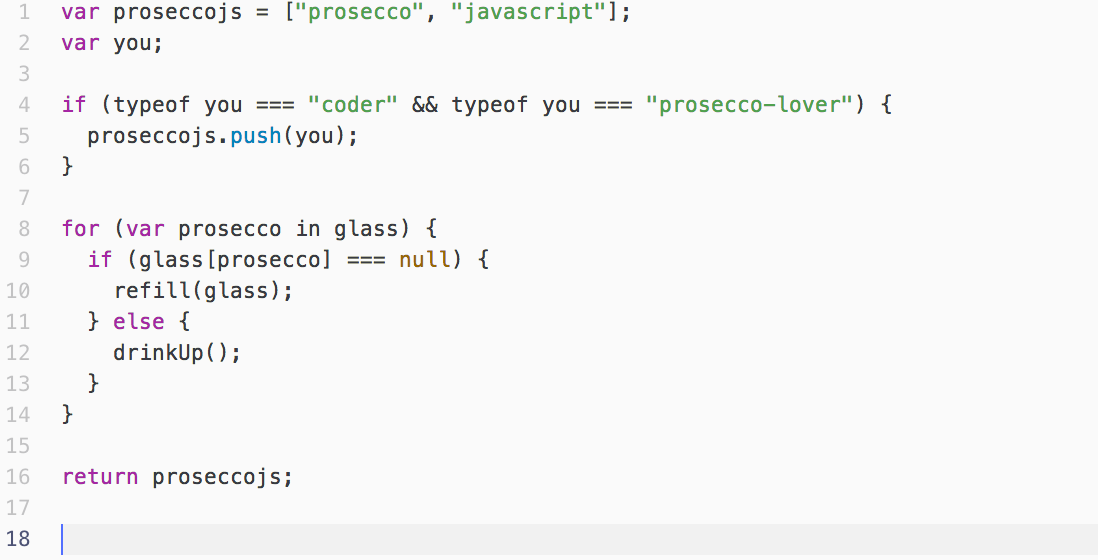 1 var proseccojs = ["prosecco", "javascript"];
2 var you;
3
4 if (typeof you === "coder" && typeof you === "prosecco-lover") {
5   proseccojs.push(you);
6 }
7
8 for (var prosecco in glass) {
9   if (glass[prosecco] === null) {
10     refill(glass);
11   } else {
12     drinkUp();
13   }
14 }
15
16 return proseccojs;
17
18